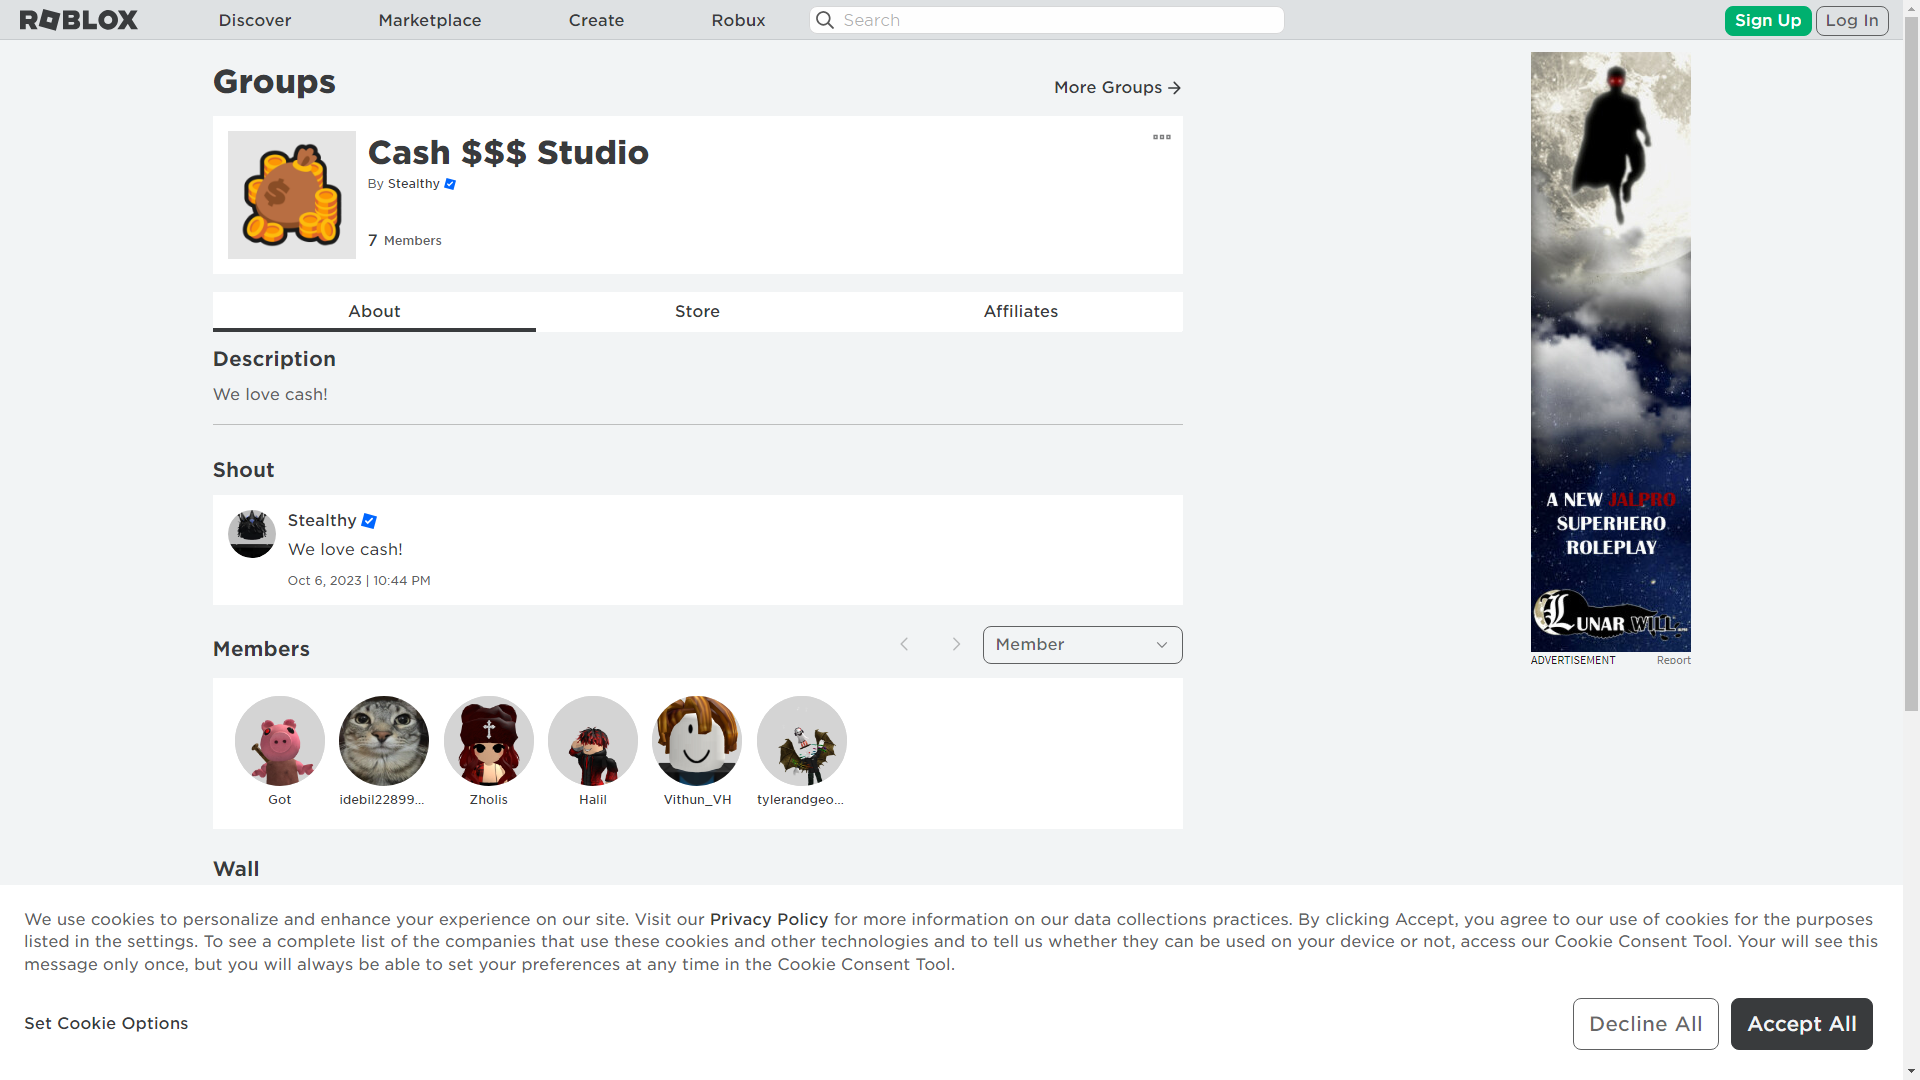 ROBLOX
Discover
Marketplace
Create
Robux
Search
Sign Up
Log In
Groups
More Groups
Cash $$$ Studio
By Stealthy
7 Members
About
Store
Affiliates
Description
We love cash!
Shout
Stealthy
We love cash!
Oct 6, 2023 | 10:44 PM
Members
Member
Got
idebil22899...
Zholis
Halil
Vithun_VH
tylerandgeo...
Wall
A NEW JALPRO
SUPERHERO
ROLEPLAY
LUNAR WILL
ADVERTISEMENT
Report
We use cookies to personalize and enhance your experience on our site. Visit our Privacy Policy for more information on our data collections practices. By clicking Accept, you agree to our use of cookies for the purposes
listed in the settings. To see a complete list of the companies that use these cookies and other technologies and to tell us whether they can be used on your device or not, access our Cookie Consent Tool. Your will see this
message only once, but you will always be able to set your preferences at any time in the Cookie Consent Tool.
Set Cookie Options
Decline All
Accept All